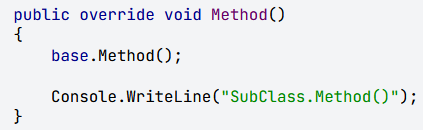 public override void Method()
{
    base.Method();

    Console.WriteLine("SubClass.Method()");
}